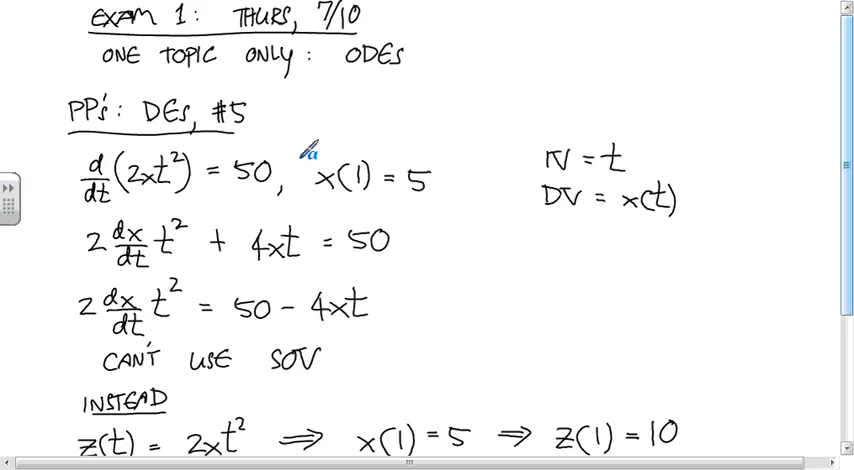 EXAM 1: THURS, 7/10
ONE TOPIC ONLY: ODES
PP's: DES, #5
d/dt (2xt²) = 50, x(1) = 5
IV = t
DV = x(t)
2 dx/dt t² + 4xt = 50
2 dx/dt t² = 50 - 4xt
CAN'T USE SOV
INSTEAD
z(t) = 2xt² ⟹ x(1) = 5 ⟹ z(1) = 10